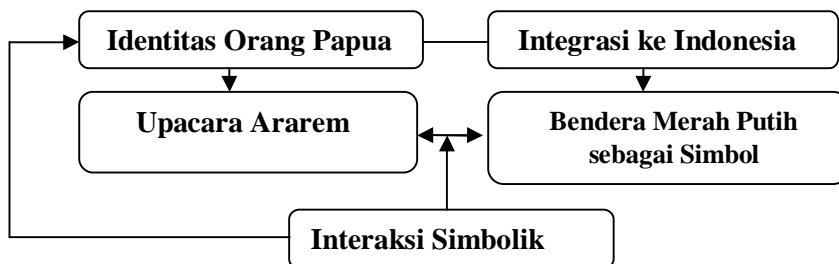 Identitas Orang Papua
Integrasi ke Indonesia
Upacara Ararem
Bendera Merah Putih
sebagai Simbol
Interaksi Simbolik